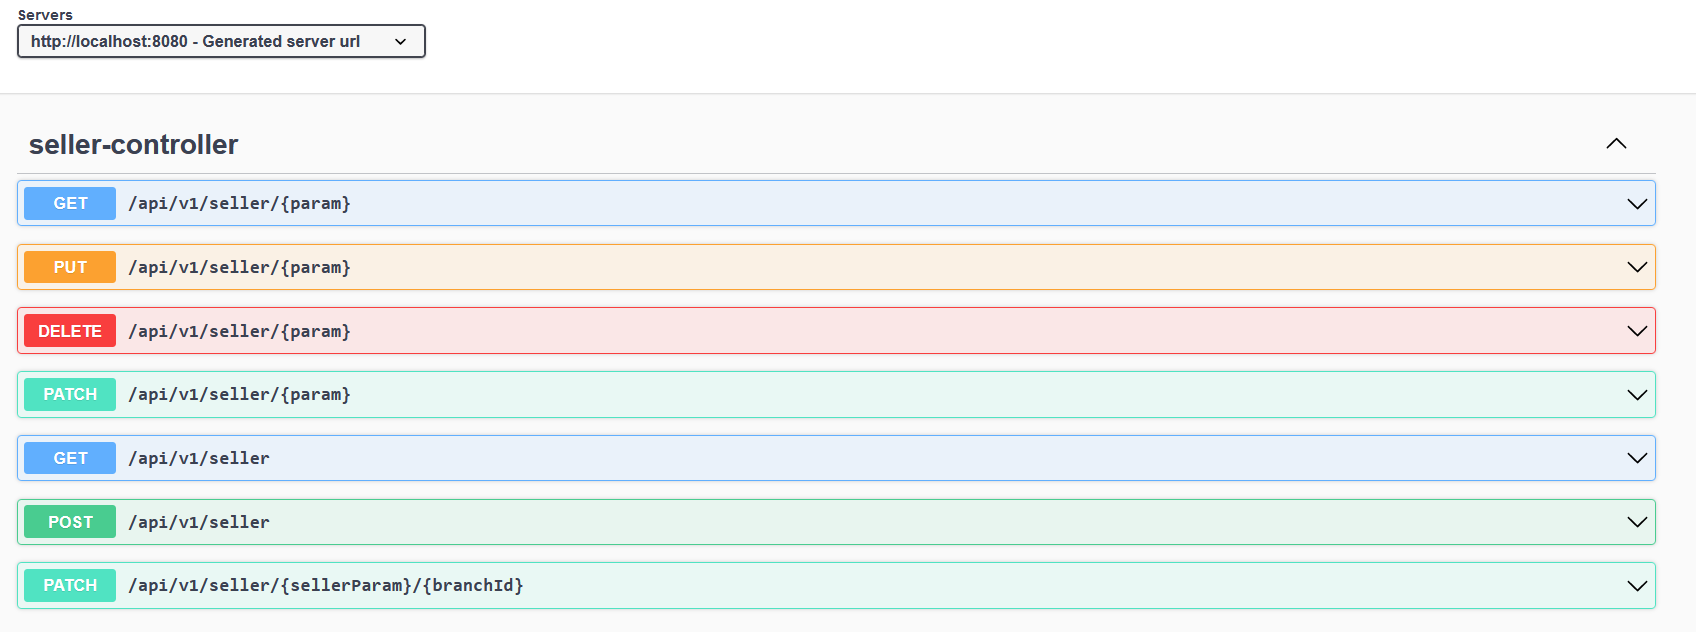 Servers
http://localhost:8080 - Generated server url
seller-controller
GET /api/v1/seller/{param}
PUT /api/v1/seller/{param}
DELETE /api/v1/seller/{param}
PATCH /api/v1/seller/{param}
GET /api/v1/seller
POST /api/v1/seller
PATCH /api/v1/seller/{sellerParam}/{branchId}